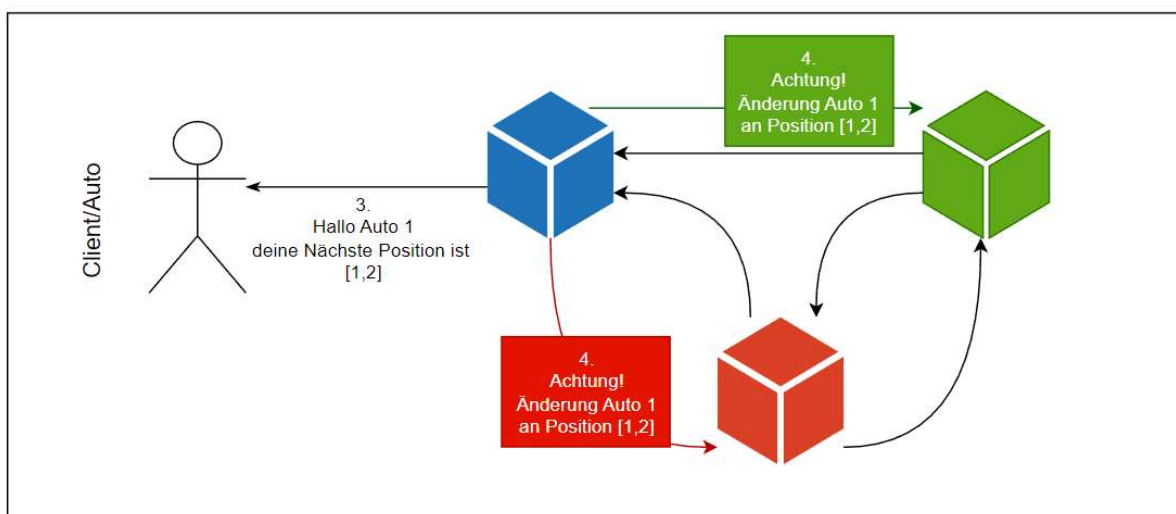 4.
Achtung!
Änderung Auto 1
an Position [1,2]
Client/Auto
3.
Hallo Auto 1
deine Nächste Position ist
[1,2]
4.
Achtung!
Änderung Auto 1
an Position [1,2]